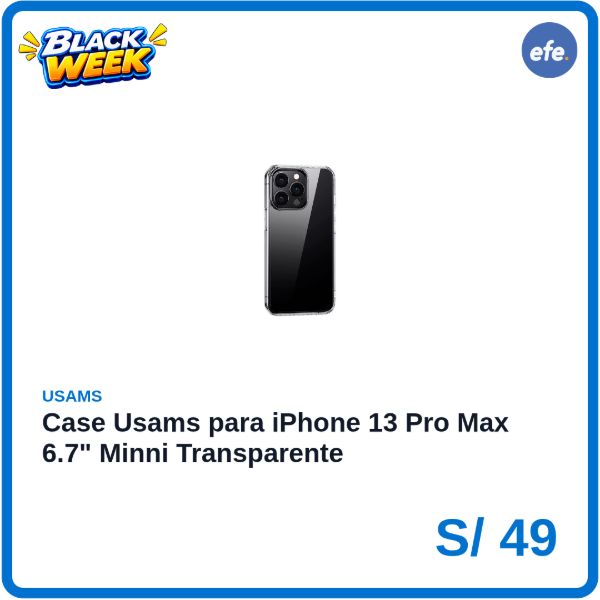 BLACK
WEEK
efe.
USAMS
Case Usams para iPhone 13 Pro Max
6.7" Minni Transparente
S/ 49